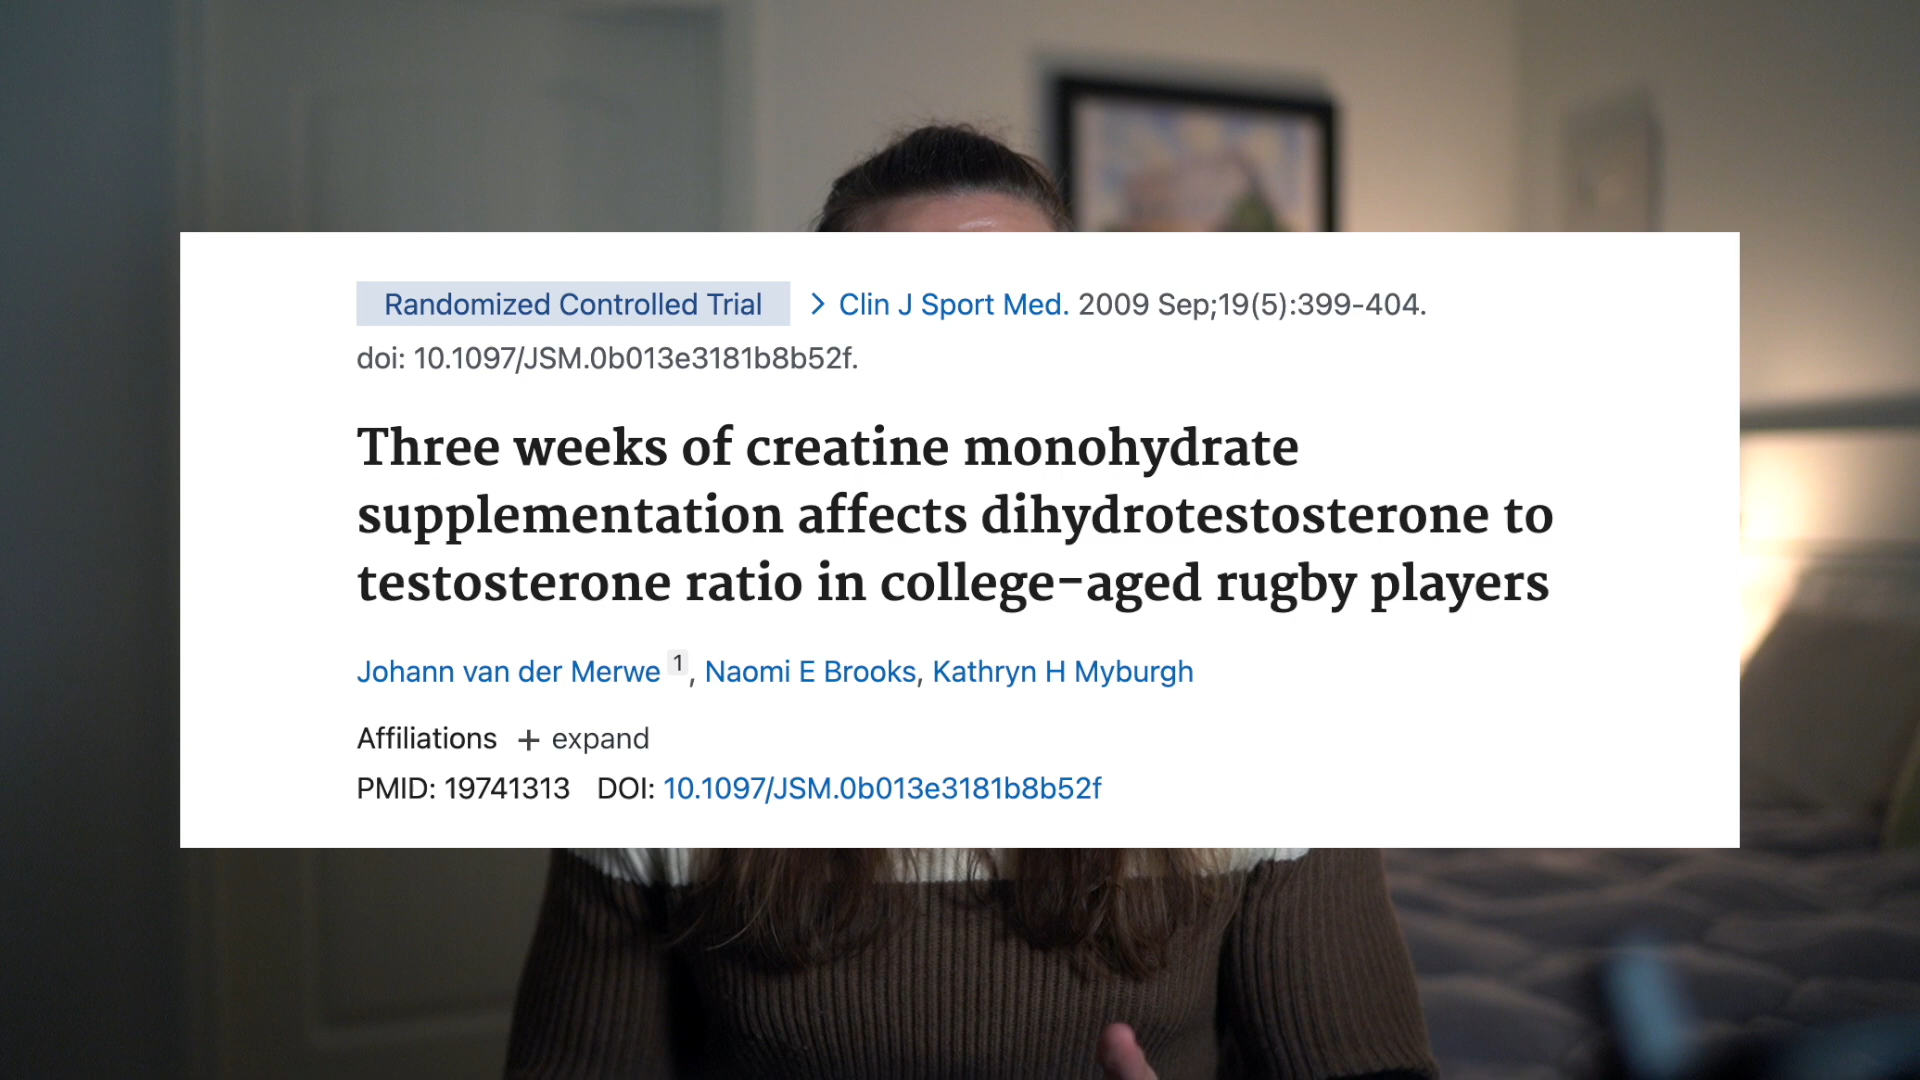 Randomized Controlled Trial > Clin J Sport Med. 2009 Sep;19(5):399-404.
doi: 10.1097/JSM.0b013e3181b8b52f.
Three weeks of creatine monohydrate
supplementation affects dihydrotestosterone to
testosterone ratio in college-aged rugby players
Johann van der Merwe 1, Naomi E Brooks, Kathryn H Myburgh
Affiliations + expand
PMID: 19741313 DOI: 10.1097/JSM.0b013e3181b8b52f